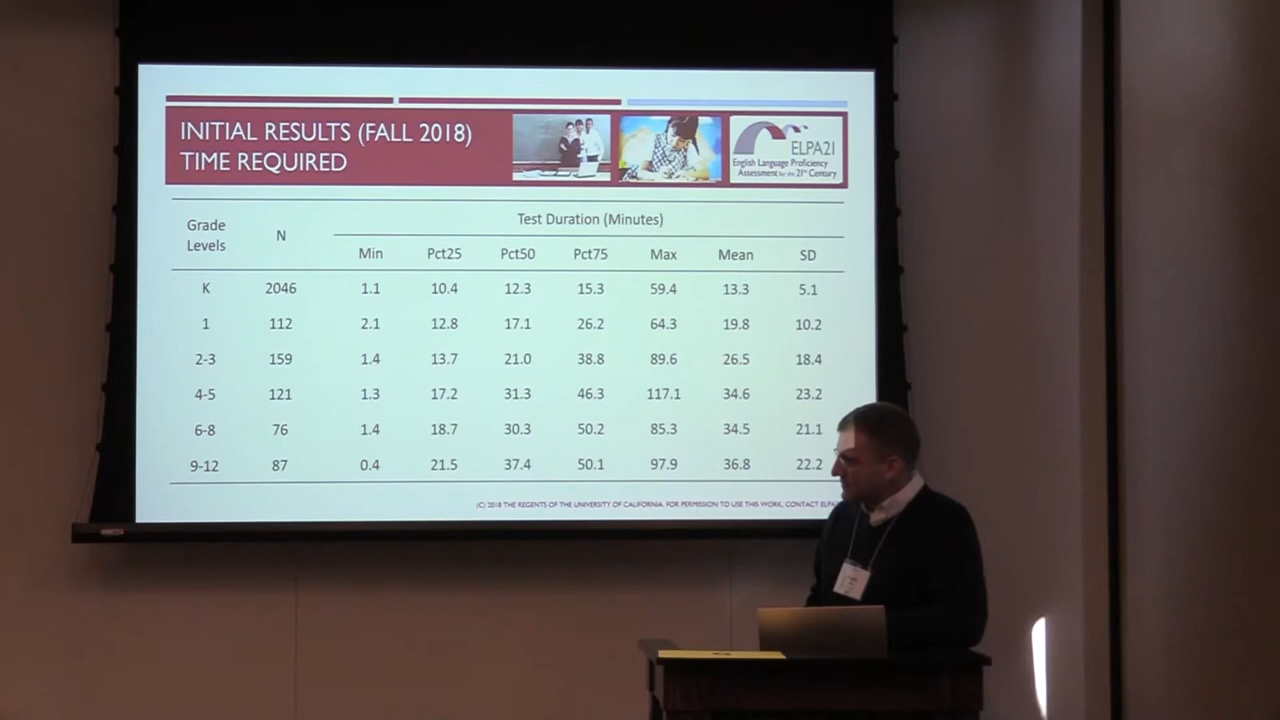 INITIAL RESULTS (FALL 2018)
TIME REQUIRED
ELPA21
English Language Proficiency
Assessment for the 21st Century
Grade Levels N Test Duration (Minutes)
Min Pct25 Pct50 Pct75 Max Mean SD
K 2046 1.1 10.4 12.3 15.3 59.4 13.3 5.1
1 112 2.1 12.8 17.1 26.2 64.3 19.8 10.2
2-3 159 1.4 13.7 21.0 38.8 89.6 26.5 18.4
4-5 121 1.3 17.2 31.3 46.3 117.1 34.6 23.2
6-8 76 1.4 18.7 30.3 50.2 85.3 34.5 21.1
9-12 87 0.4 21.5 37.4 50.1 97.9 36.8 22.2
(C) 2018 THE REGENTS OF THE UNIVERSITY OF CALIFORNIA. FOR PERMISSION TO USE THIS WORK, CONTACT